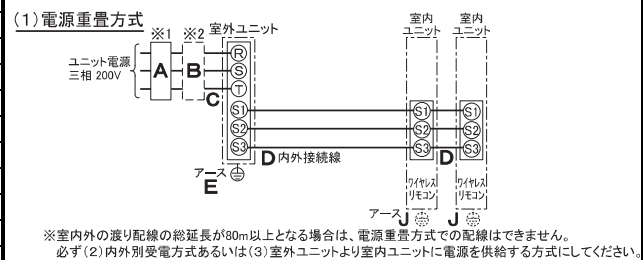 (1)電源重畳方式
※1 ※2 室外ユニット 室内ユニット 室内ユニット
ユニット電源
三相 200V
A B C
R
S
T
S1 S1 S1
S2 S2 S2
S3 S3 S3
D 内外接続線 D
アース
E
ワイヤレスリモコン ワイヤレスリモコン
アース J J
※室内外の渡り配線の総延長が80m以上となる場合は、電源重畳方式での配線はできません。
必ず(2)内外別受電方式あるいは(3)室外ユニットより室内ユニットに電源を供給する方式にしてください。